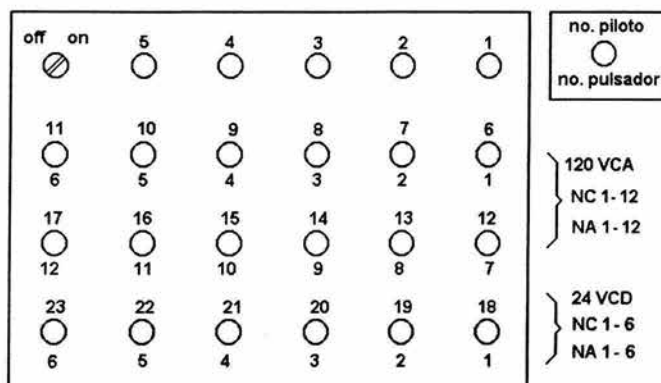 off on 5 4 3 2 1
11 10 9 8 7 6
6 5 4 3 2 1
17 16 15 14 13 12
12 11 10 9 8 7
23 22 21 20 19 18
6 5 4 3 2 1
no. piloto
no. pulsador
120 VCA
NC 1- 12
NA 1- 12
24 VCD
NC 1- 6
NA 1- 6